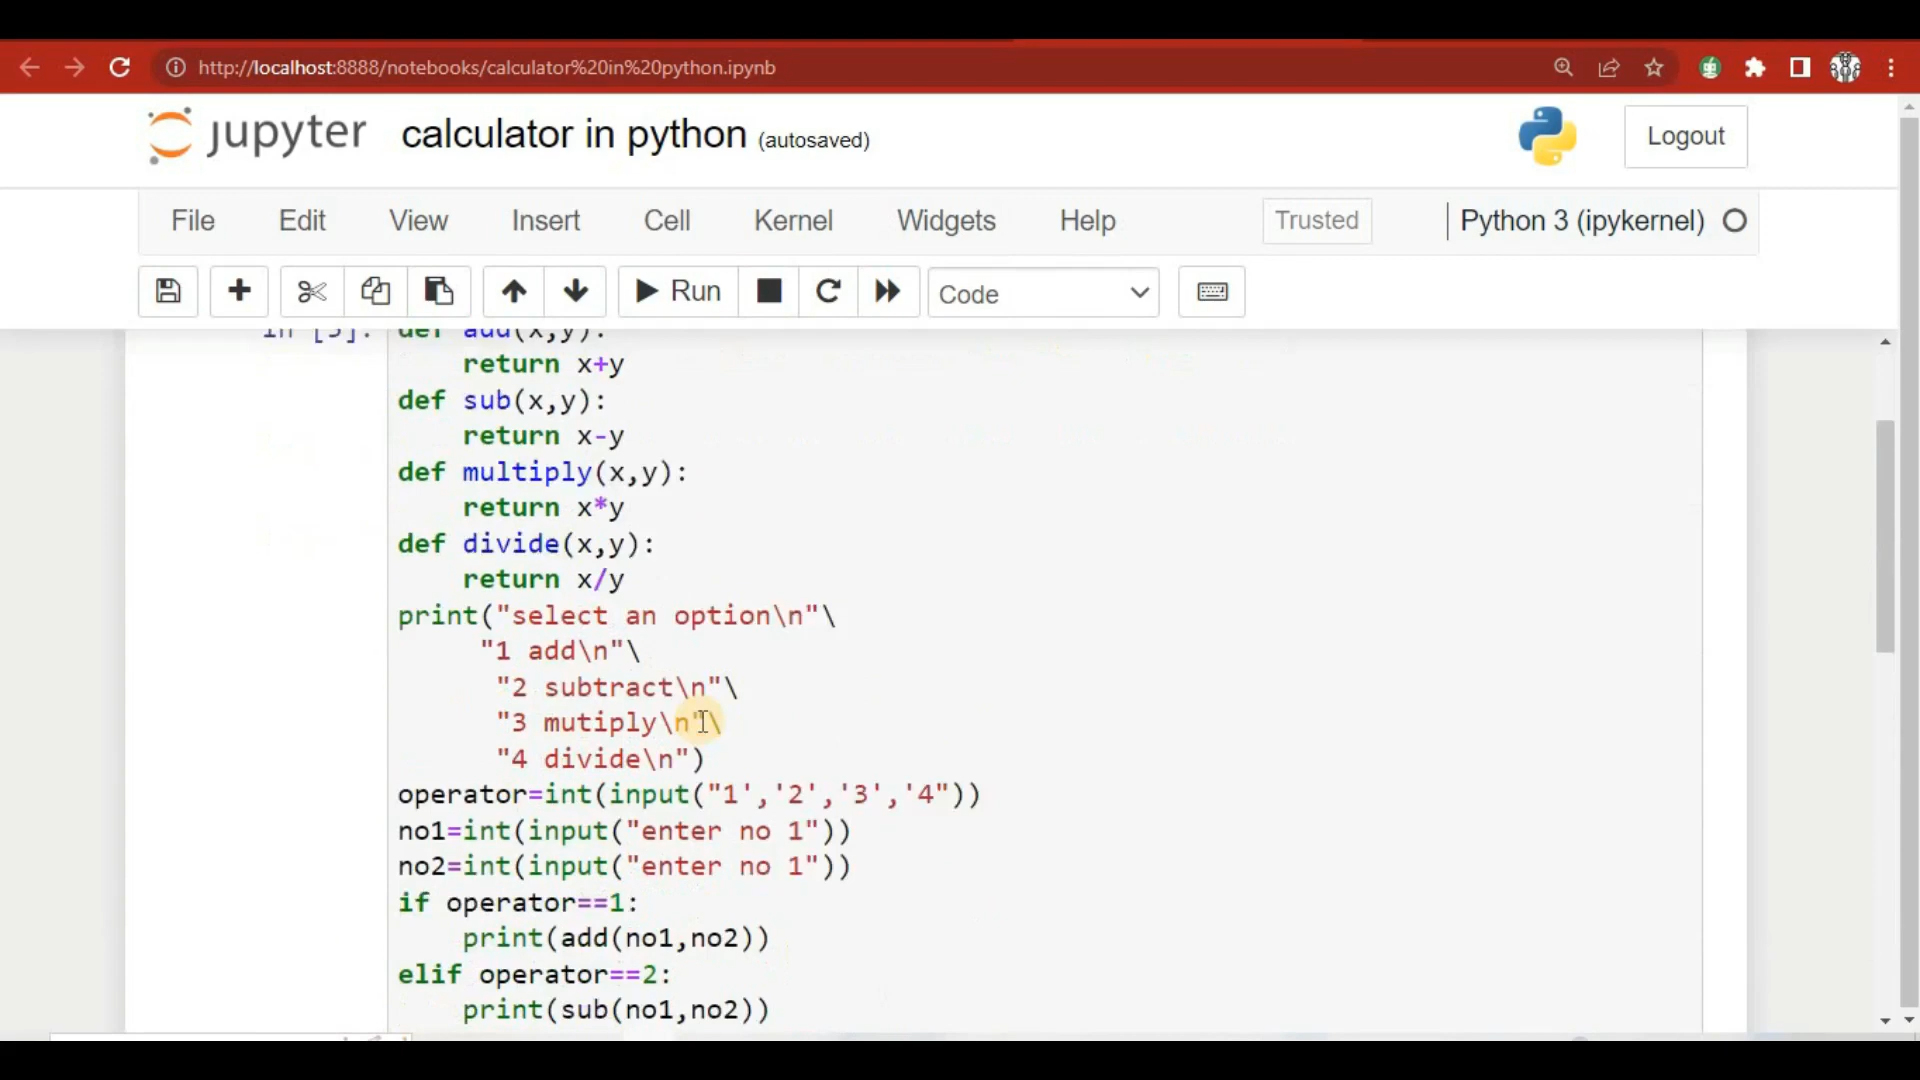 http://localhost:8888/notebooks/calculator%20in%20python.ipynb
jupyter calculator in python (autosaved)
Logout
File Edit View Insert Cell Kernel Widgets Help Trusted Python 3 (ipykernel)
Run Code
In [5]: def add(x,y):
return x+y
def sub(x,y):
return x-y
def multiply(x,y):
return x*y
def divide(x,y):
return x/y
print("select an option\n"\
"1 add\n"\
"2 subtract\n"\
"3 mutiply\n"\
"4 divide\n")
operator=int(input("1','2','3','4"))
no1=int(input("enter no 1"))
no2=int(input("enter no 1"))
if operator==1:
print(add(no1,no2))
elif operator==2:
print(sub(no1,no2))